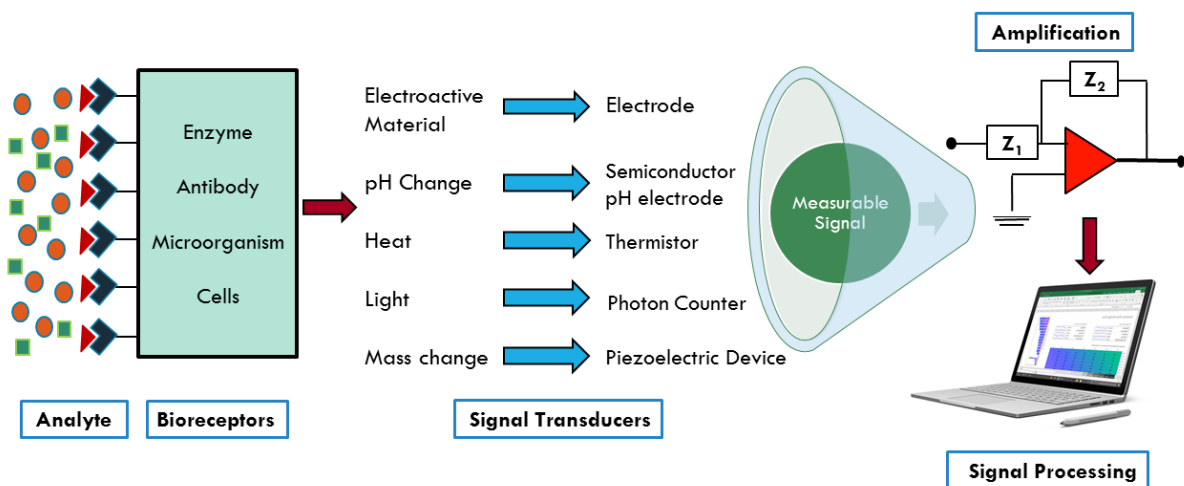 Amplification
Z2
Z1
Electroactive
Material
Electrode
Enzyme
Antibody
Microorganism
Cells
pH Change
Semiconductor
pH electrode
Heat
Thermistor
Light
Photon Counter
Mass change
Piezoelectric Device
Measurable
Signal
Analyte
Bioreceptors
Signal Transducers
Signal Processing